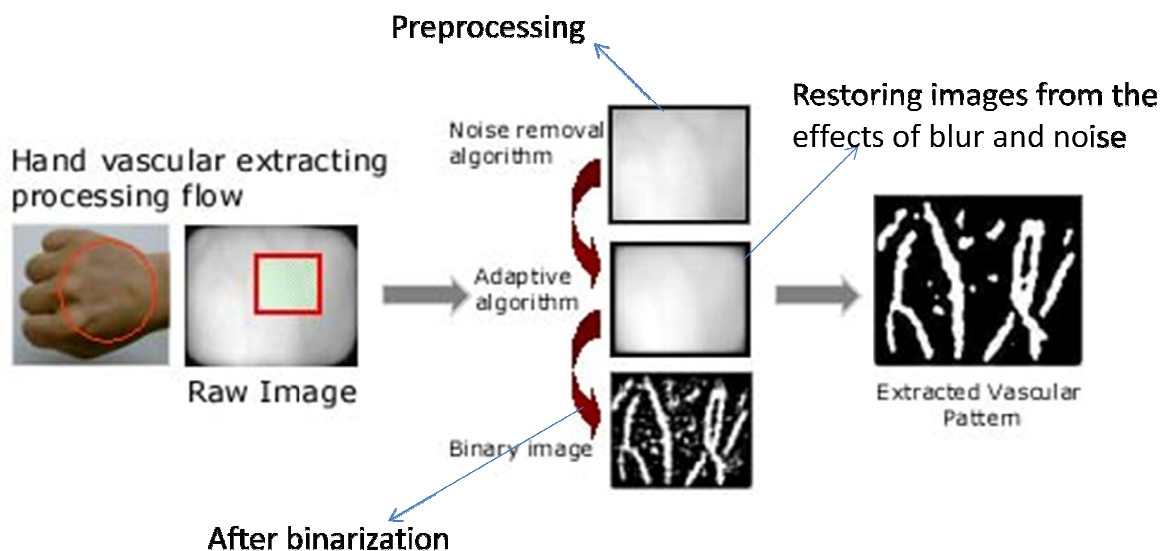 Preprocessing
Restoring images from the
effects of blur and noise
Noise removal
algorithm
Hand vascular extracting
processing flow
Adaptive
algorithm
Raw Image
Extracted Vascular
Pattern
Binary image
After binarization